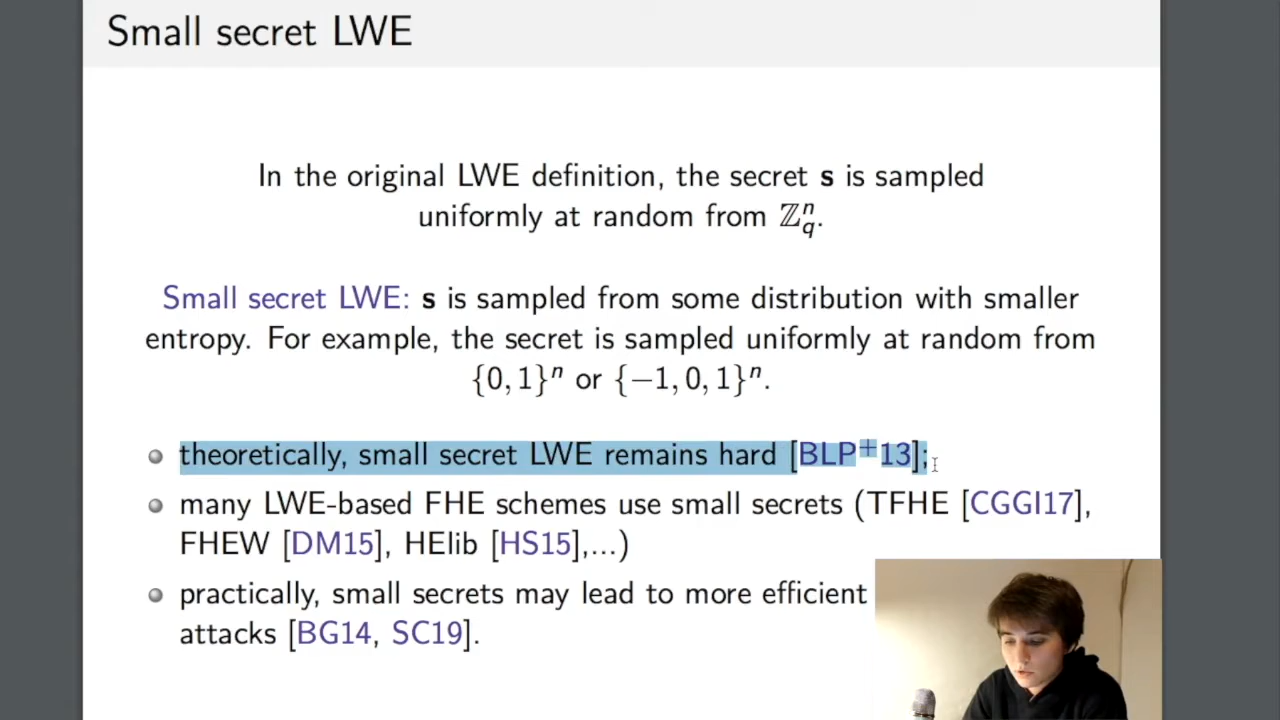 Small secret LWE
In the original LWE definition, the secret s is sampled
uniformly at random from ℤₑⁿ.
Small secret LWE: s is sampled from some distribution with smaller
entropy. For example, the secret is sampled uniformly at random from
{0, 1}ⁿ or {−1, 0, 1}ⁿ.
theoretically, small secret LWE remains hard [BLP⁺13];
many LWE-based FHE schemes use small secrets (TFHE [CGGI17],
FHEW [DM15], HElib [HS15],...)
practically, small secrets may lead to more efficient
attacks [BG14, SC19].